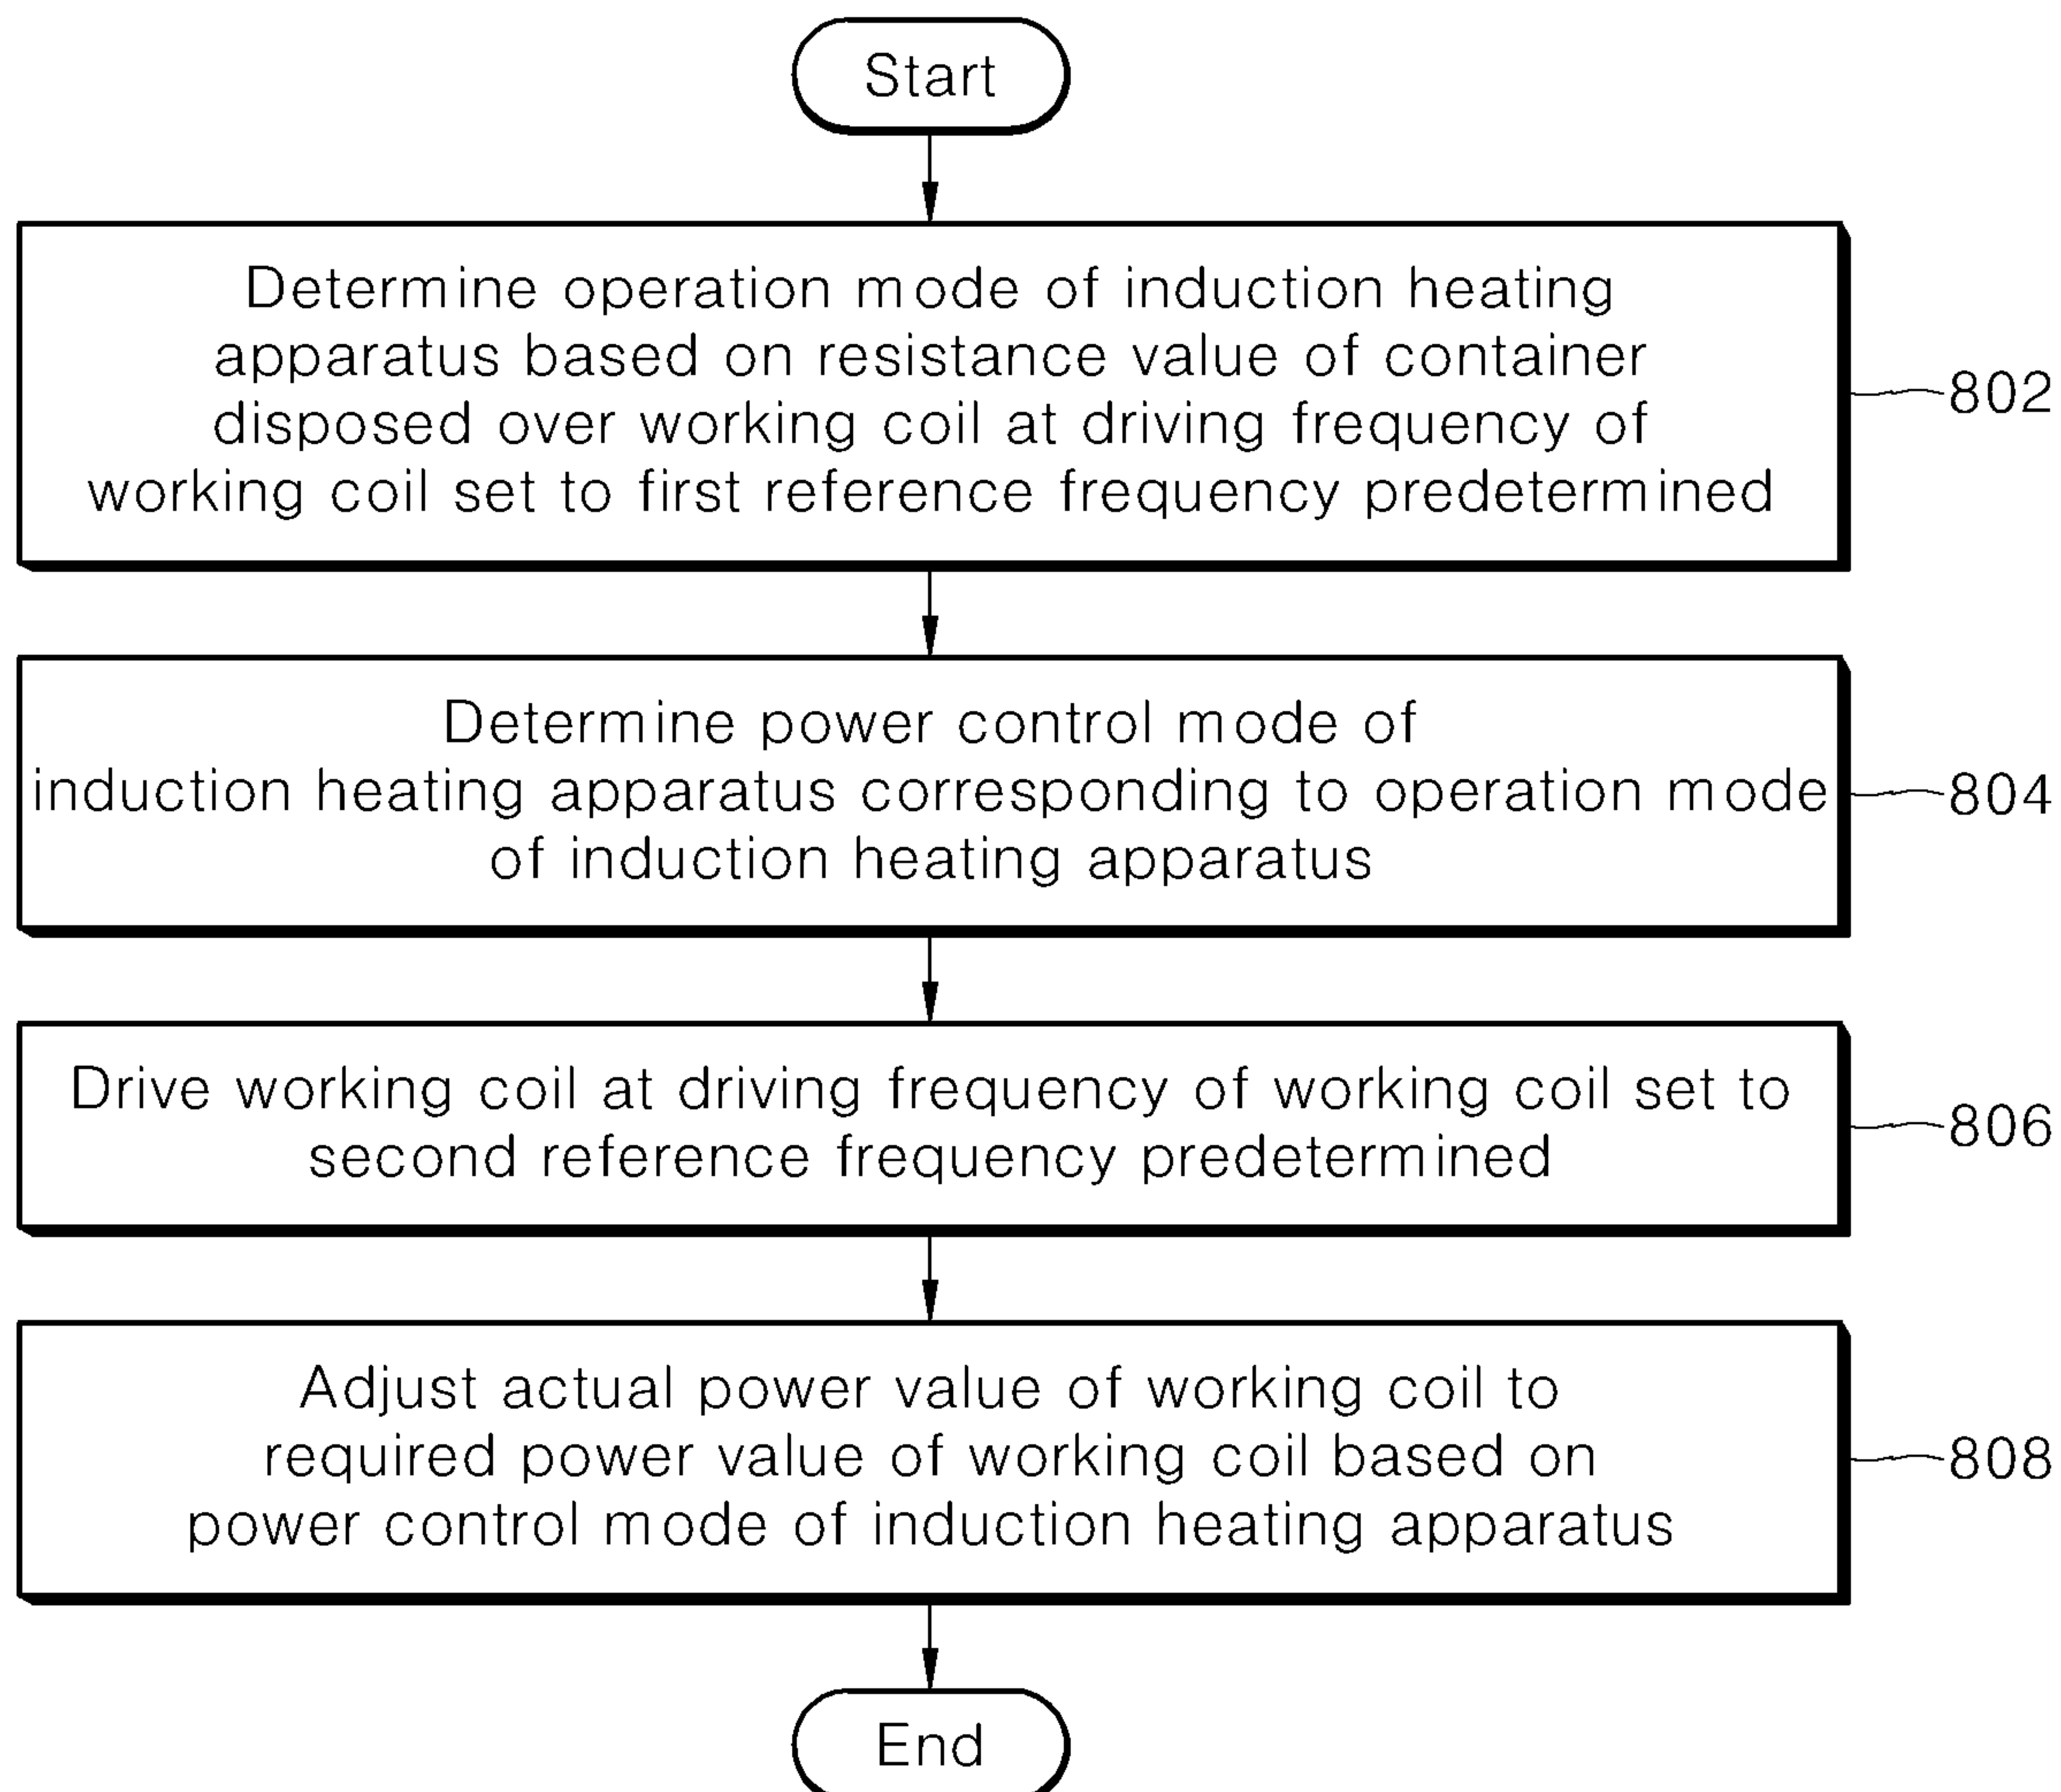 Start
Determine operation mode of induction heating
apparatus based on resistance value of container
disposed over working coil at driving frequency of
working coil set to first reference frequency predetermined
802
Determine power control mode of
induction heating apparatus corresponding to operation mode
of induction heating apparatus
804
Drive working coil at driving frequency of working coil set to
second reference frequency predetermined
806
Adjust actual power value of working coil to
required power value of working coil based on
power control mode of induction heating apparatus
808
End